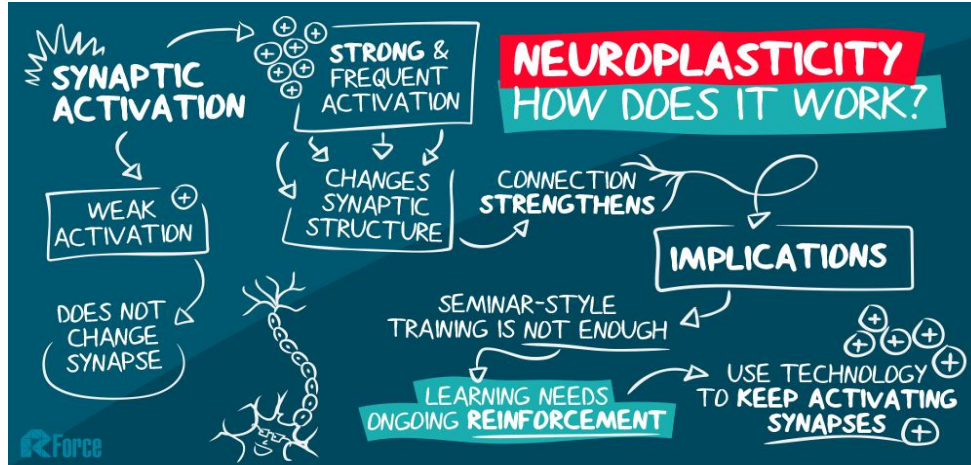 NEUROPLASTICITY
HOW DOES IT WORK?
SYNAPTIC
ACTIVATION
STRONG &
FREQUENT
ACTIVATION
CHANGES
SYNAPTIC
STRUCTURE
CONNECTION
STRENGTHENS
WEAK
ACTIVATION
DOES NOT
CHANGE
SYNAPSE
IMPLICATIONS
SEMINAR-STYLE
TRAINING IS NOT ENOUGH
LEARNING NEEDS
ONGOING REINFORCEMENT
USE TECHNOLOGY
TO KEEP ACTIVATING
SYNAPSES
RForce